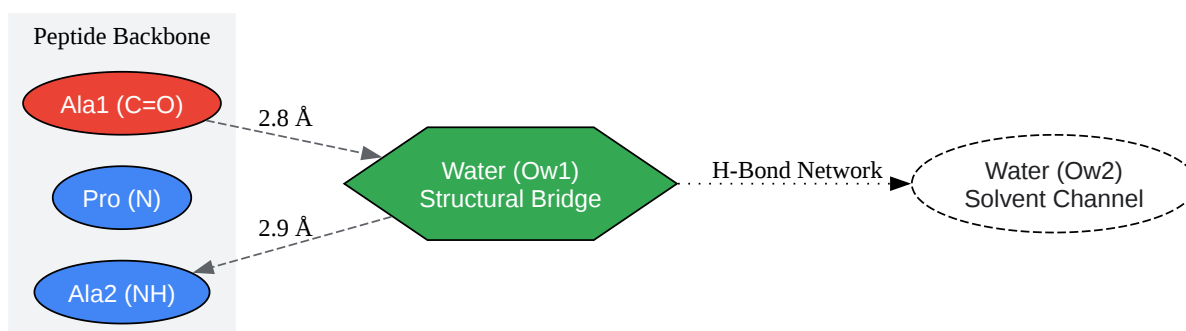 Peptide Backbone
Ala1 (C=O)
2.8 Å
Pro (N)
Water (Ow1)
Structural Bridge
H-Bond Network
Water (Ow2)
Solvent Channel
2.9 Å
Ala2 (NH)